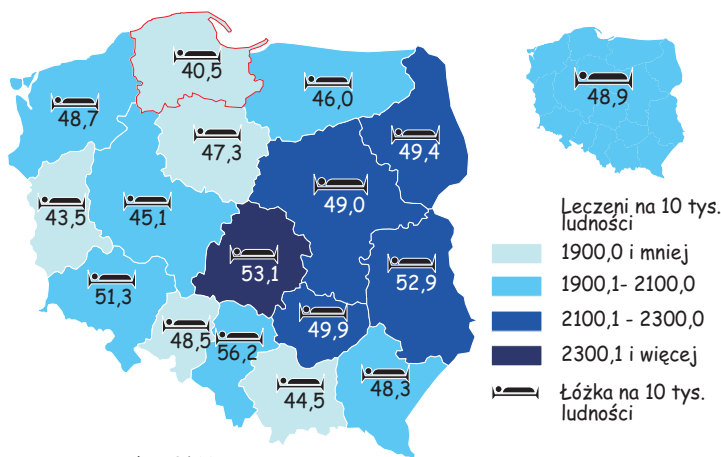 40,5
46,0
48,7
48,9
47,3
49,4
49,0
43,5
45,1
53,1
52,9
51,3
49,9
48,5
56,2
44,5
48,3
Leczeni na 10 tys.
ludności
1900,0 i mniej
1900,1- 2100,0
2100,1 - 2300,0
2300,1 i więcej
Łóżka na 10 tys.
ludności